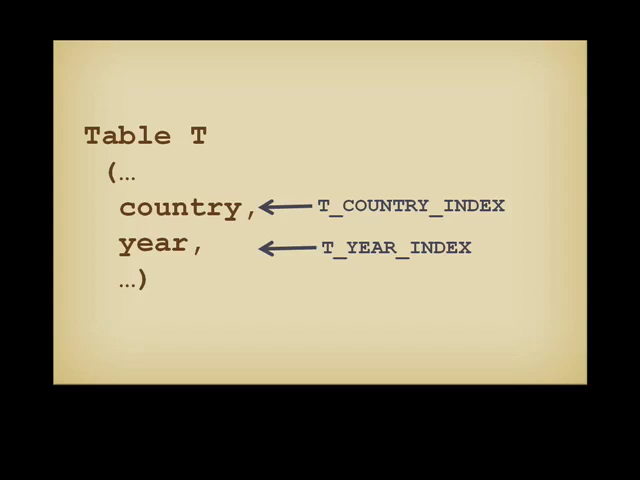 Table T
(…
country, T_COUNTRY_INDEX
year, T_YEAR_INDEX
…)